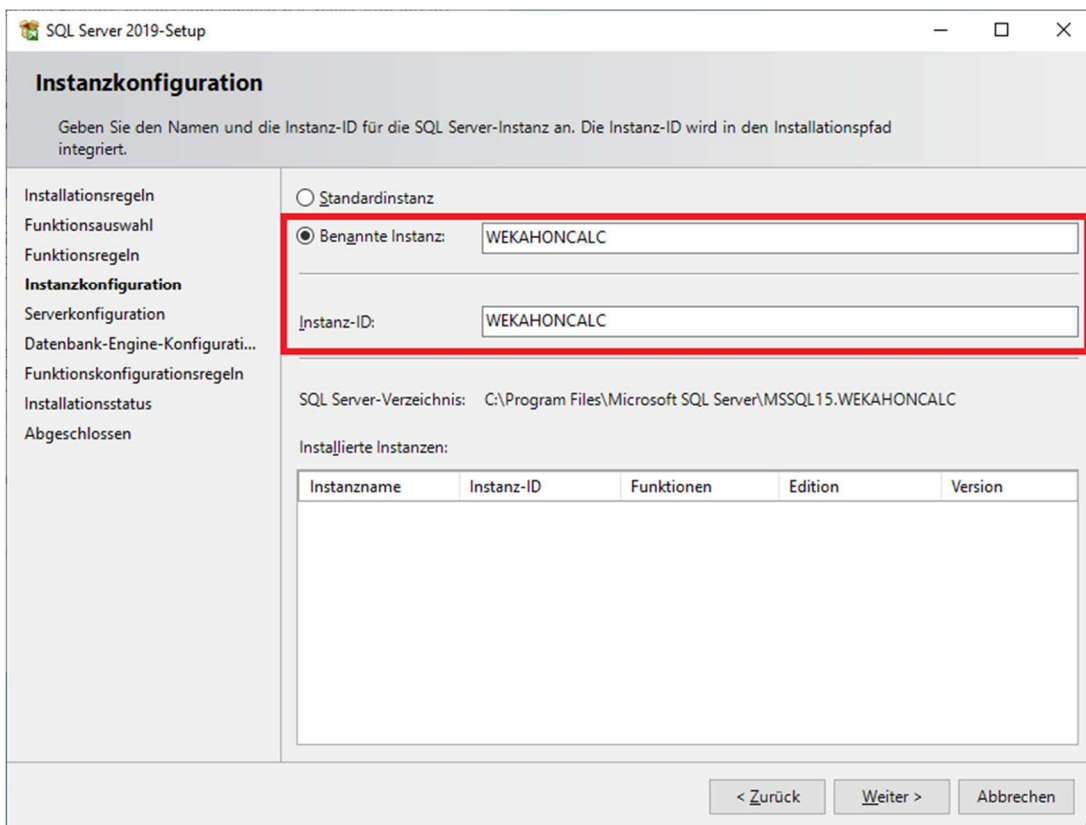 SQL Server 2019-Setup
Instanzkonfiguration
Geben Sie den Namen und die Instanz-ID für die SQL Server-Instanz an. Die Instanz-ID wird in den Installationspfad
integriert.
Installationsregeln
Funktionsauswahl
Funktionsregeln
Instanzkonfiguration
Serverkonfiguration
Datenbank-Engine-Konfigurati...
Funktionskonfigurationsregeln
Installationsstatus
Abgeschlossen
Standardinstanz
Benannte Instanz: WEKAHONCALC
Instanz-ID: WEKAHONCALC
SQL Server-Verzeichnis: C:\Program Files\Microsoft SQL Server\MSSQL15.WEKAHONCALC
Installierte Instanzen:
Instanzname Instanz-ID Funktionen Edition Version
< Zurück Weiter > Abbrechen